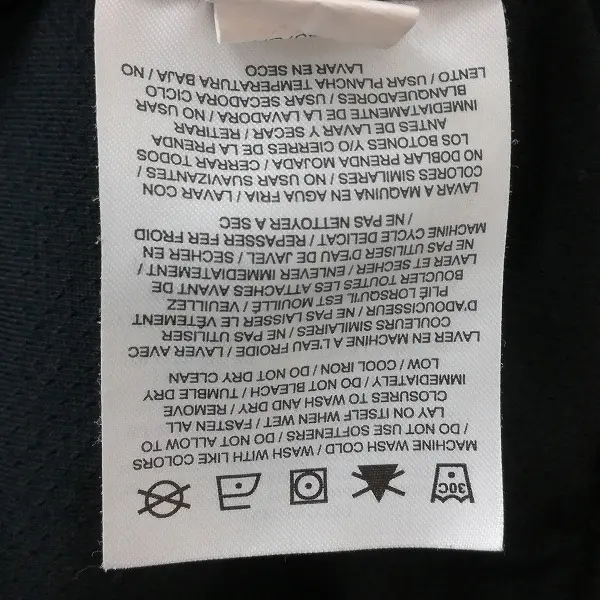 30C
MACHINE WASH COLD / WASH WITH LIKE COLORS
/ DO NOT USE SOFTENERS / DO NOT ALLOW TO
LAY ON ITSELF WHEN WET / FASTEN ALL
CLOSURES TO WASH AND DRY / REMOVE
IMMEDIATELY / DO NOT BLEACH / TUMBLE DRY
LOW / COOL IRON / DO NOT DRY CLEAN
LAVER EN MACHINE A L'EAU FROIDE / LAVER AVEC
COULEURS SIMILAIRES / NE PAS UTILISER
D'ADOUCISSEUR / NE PAS LAISSER LE VÊTEMENT
PLIÉ LORSQU'IL EST MOUILLÉ / VEUILLEZ
BOUCLER TOUTES LES ATTACHES AVANT DE
LAVER ET SÉCHER / ENLEVER IMMÉDIATEMENT /
NE PAS UTILISER D'EAU DE JAVEL / SÉCHER EN
MACHINE CYCLE DELICAT / REPASSER FER FROID
/ NE PAS NETTOYER A SEC
LAVAR A MAQUINA EN AGUA FRIA / LAVAR CON
COLORES SIMILARES / NO USAR SUAVIZANTES /
NO DOBLAR PRENDA MOJADA / CERRAR TODOS
LOS BOTONES Y/O CIERRES DE LA PRENDA
ANTES DE LAVAR Y SECAR / RETIRAR
IMMEDIATAMENTE DE LA LAVADORA / NO USAR
BLANQUEADORES / USAR SECADORA CICLO
LENTO / USAR PLANCHA TEMPERATURA BAJA / NO
LAVAR EN SECO